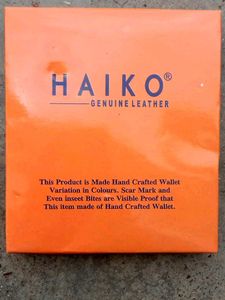 HAIKO®
GENUINE LEATHER
This Product is Made Hand Crafted Wallet
Variation in Colours. Scar Mark and
Even inseet Bites are Visible Proof that
This item made of Hand Crafted Wallet.